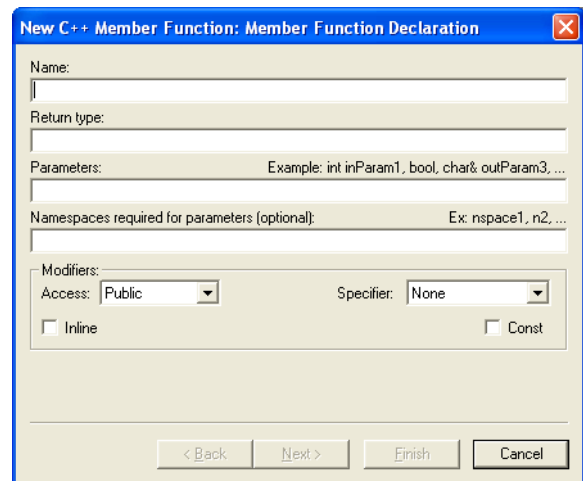 New C++ Member Function: Member Function Declaration
Name:
Return type:
Parameters: Example: int inParam1, bool, char& outParam3, ...
Namespaces required for parameters (optional): Ex: nspace1, n2, ...
Modifiers:
Access: Public Specifier: None
Inline Const
< Back Next > Finish Cancel